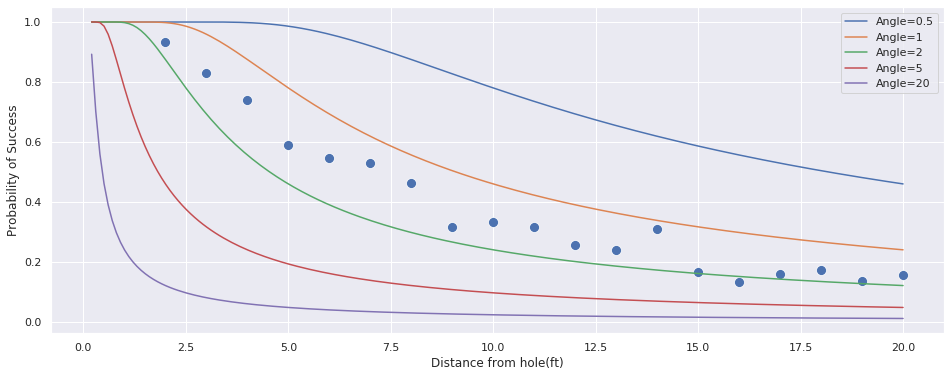 Angle=0.5
Angle=1
Angle=2
Angle=5
Angle=20
Probability of Success
1.0
0.8
0.6
0.4
0.2
0.0
0.0 2.5 5.0 7.5 10.0 12.5 15.0 17.5 20.0
Distance from hole(ft)